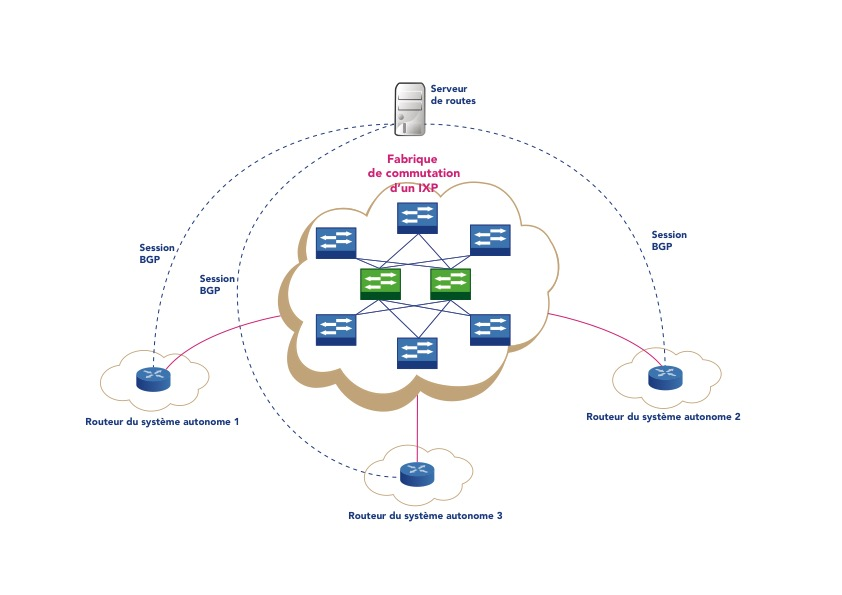 Serveur
de routes
Fabrique
de commutation
d'un IXP
Session
BGP
Session
BGP
Session
BGP
Routeur du système autonome 1
Routeur du système autonome 2
Routeur du système autonome 3